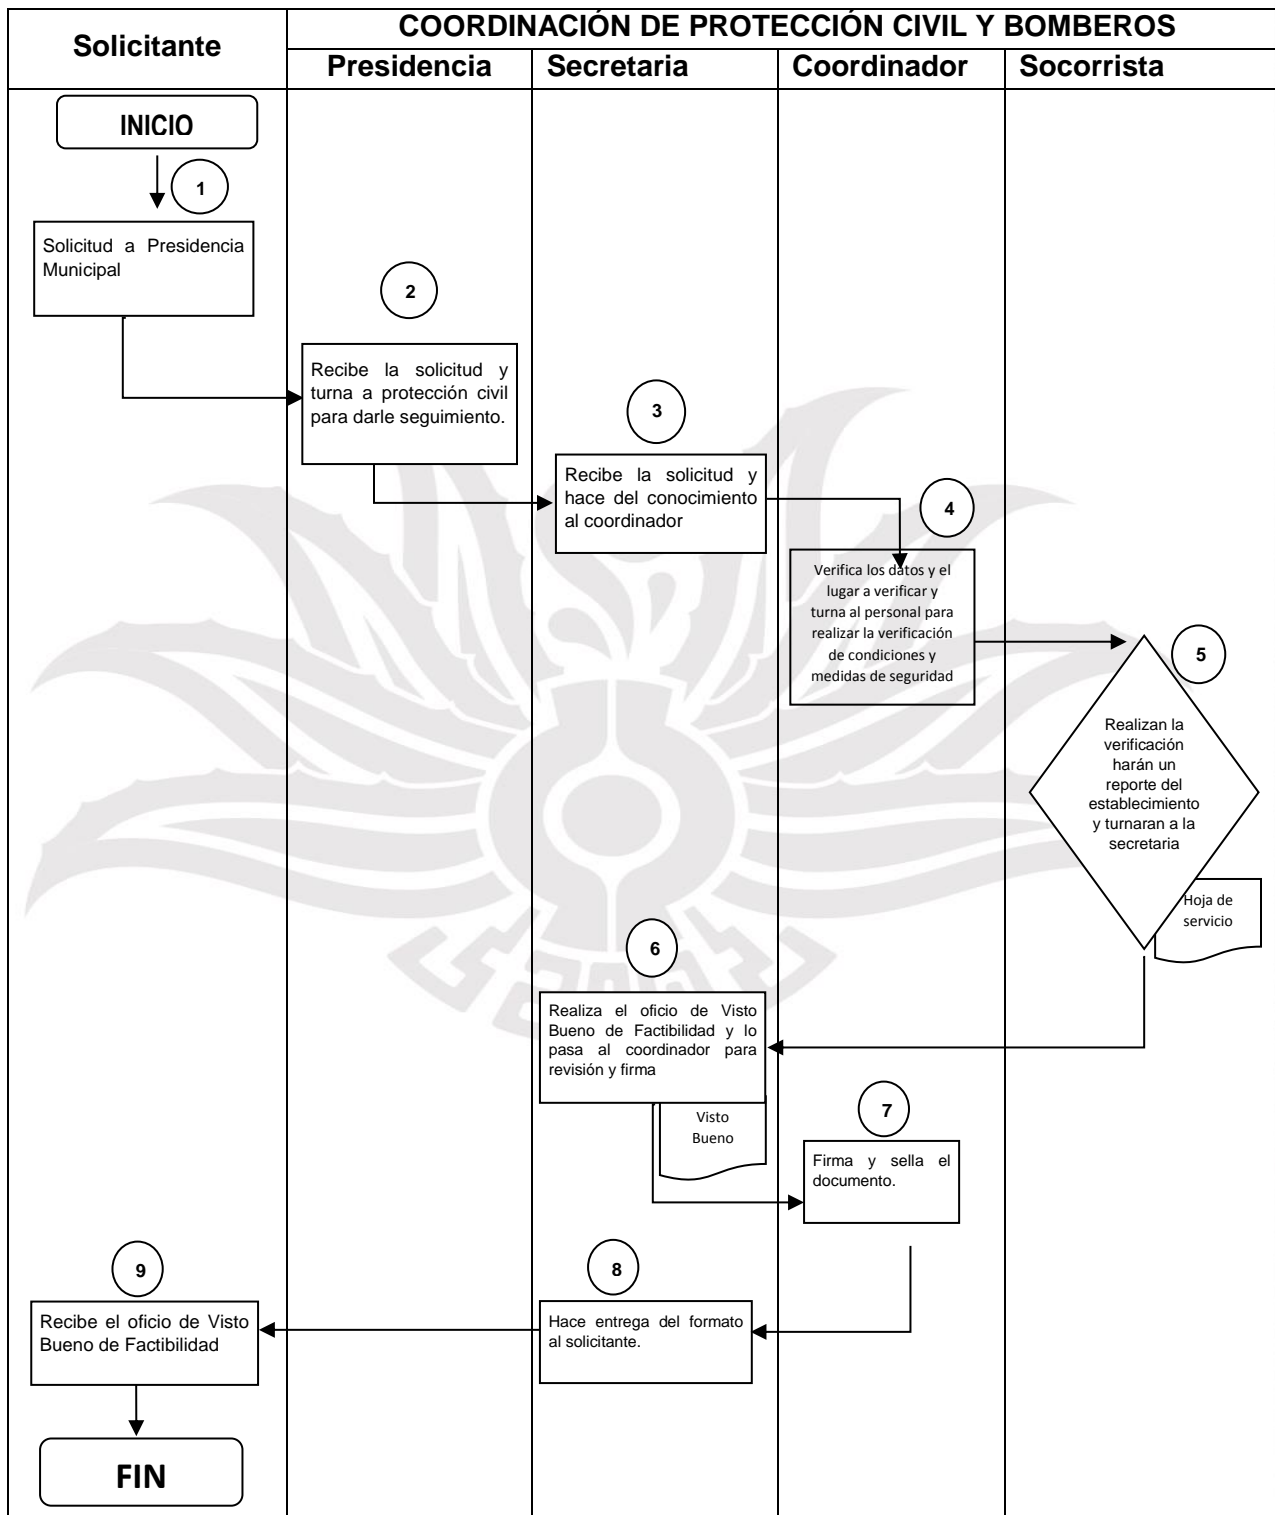 Solicitante
COORDINACIÓN DE PROTECCIÓN CIVIL Y BOMBEROS
Presidencia
Secretaria
Coordinador
Socorrista
INICIO
1
Solicitud a Presidencia
Municipal
2
Recibe la solicitud y
turna a protección civil
para darle seguimiento.
3
Recibe la solicitud y
hace del conocimiento
al coordinador
4
Verifica los datos y el
lugar a verificar y
turna al personal para
realizar la verificación
de condiciones y
medidas de seguridad
5
Realizan la
verificación
harán un
reporte del
establecimiento
y turnaran a la
secretaria
Hoja de
servicio
6
Realiza el oficio de Visto
Bueno de Factibilidad y lo
pasa al coordinador para
revisión y firma
Visto
Bueno
7
Firma y sella el
documento.
8
Hace entrega del formato
al solicitante.
9
Recibe el oficio de Visto
Bueno de Factibilidad
FIN